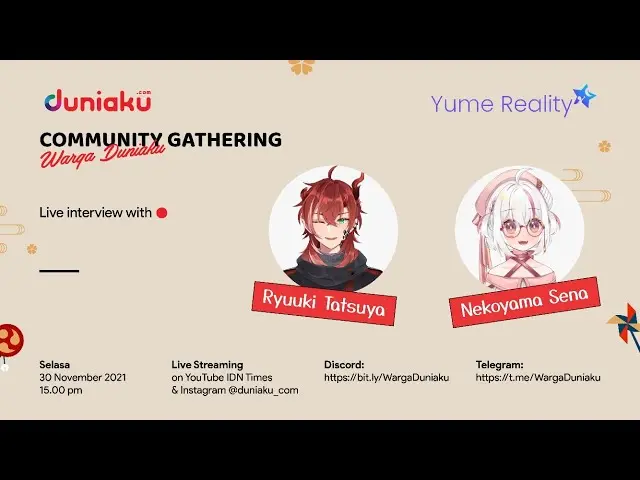 duniaku
.com
Yume Reality
COMMUNITY GATHERING
Warga Duniaku
Live interview with
Ryuuki Tatsuya
Nekoyama Sena
Selasa
30 November 2021
15.00 pm
Live Streaming
on YouTube IDN Times
& Instagram @duniaku_com
Discord:
https://bit.ly/WargaDuniaku
Telegram:
https://t.me/WargaDuniaku